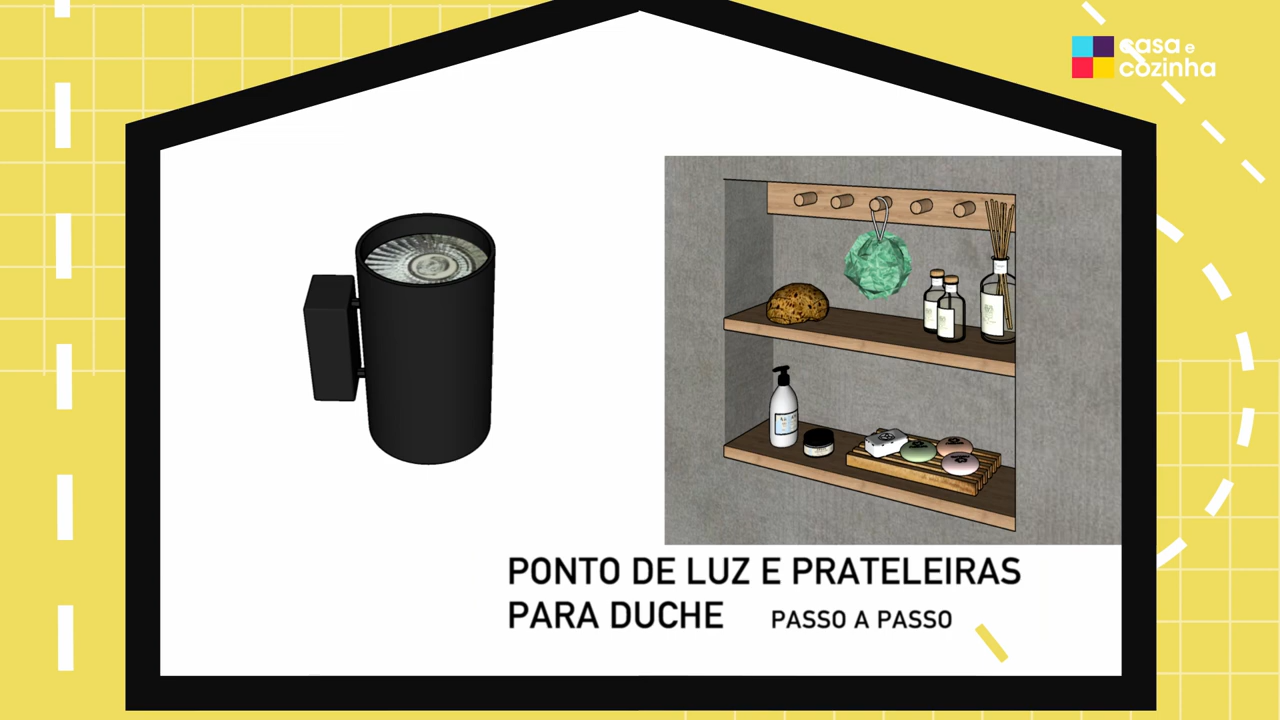 casa e
cozinha
PONTO DE LUZ E PRATELEIRAS
PARA DUCHE PASSO A PASSO